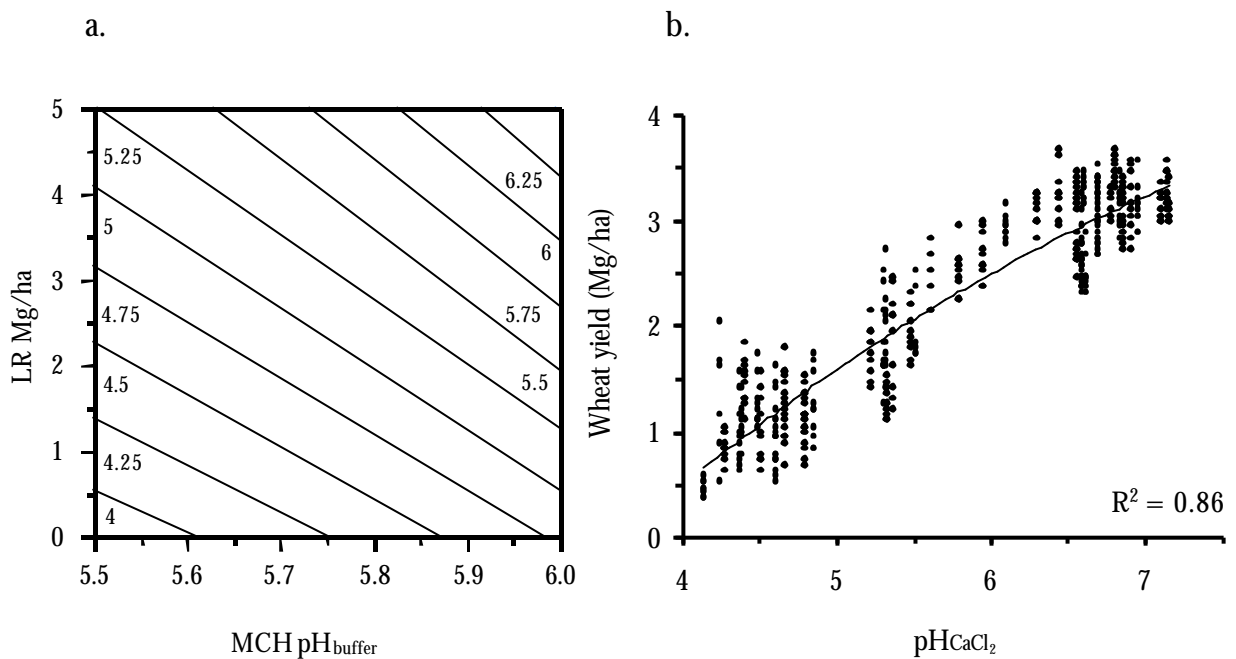 a.
b.
LR Mg/ha
5
4
3
2
1
0
5.25
5
4.75
4.5
4.25
4
6.25
6
5.75
5.5
5.5 5.6 5.7 5.8 5.9 6.0
MCH pHbuffer
Wheat yield (Mg/ha)
4
3
2
1
0
R² = 0.86
4 5 6 7
pHCaCl₂